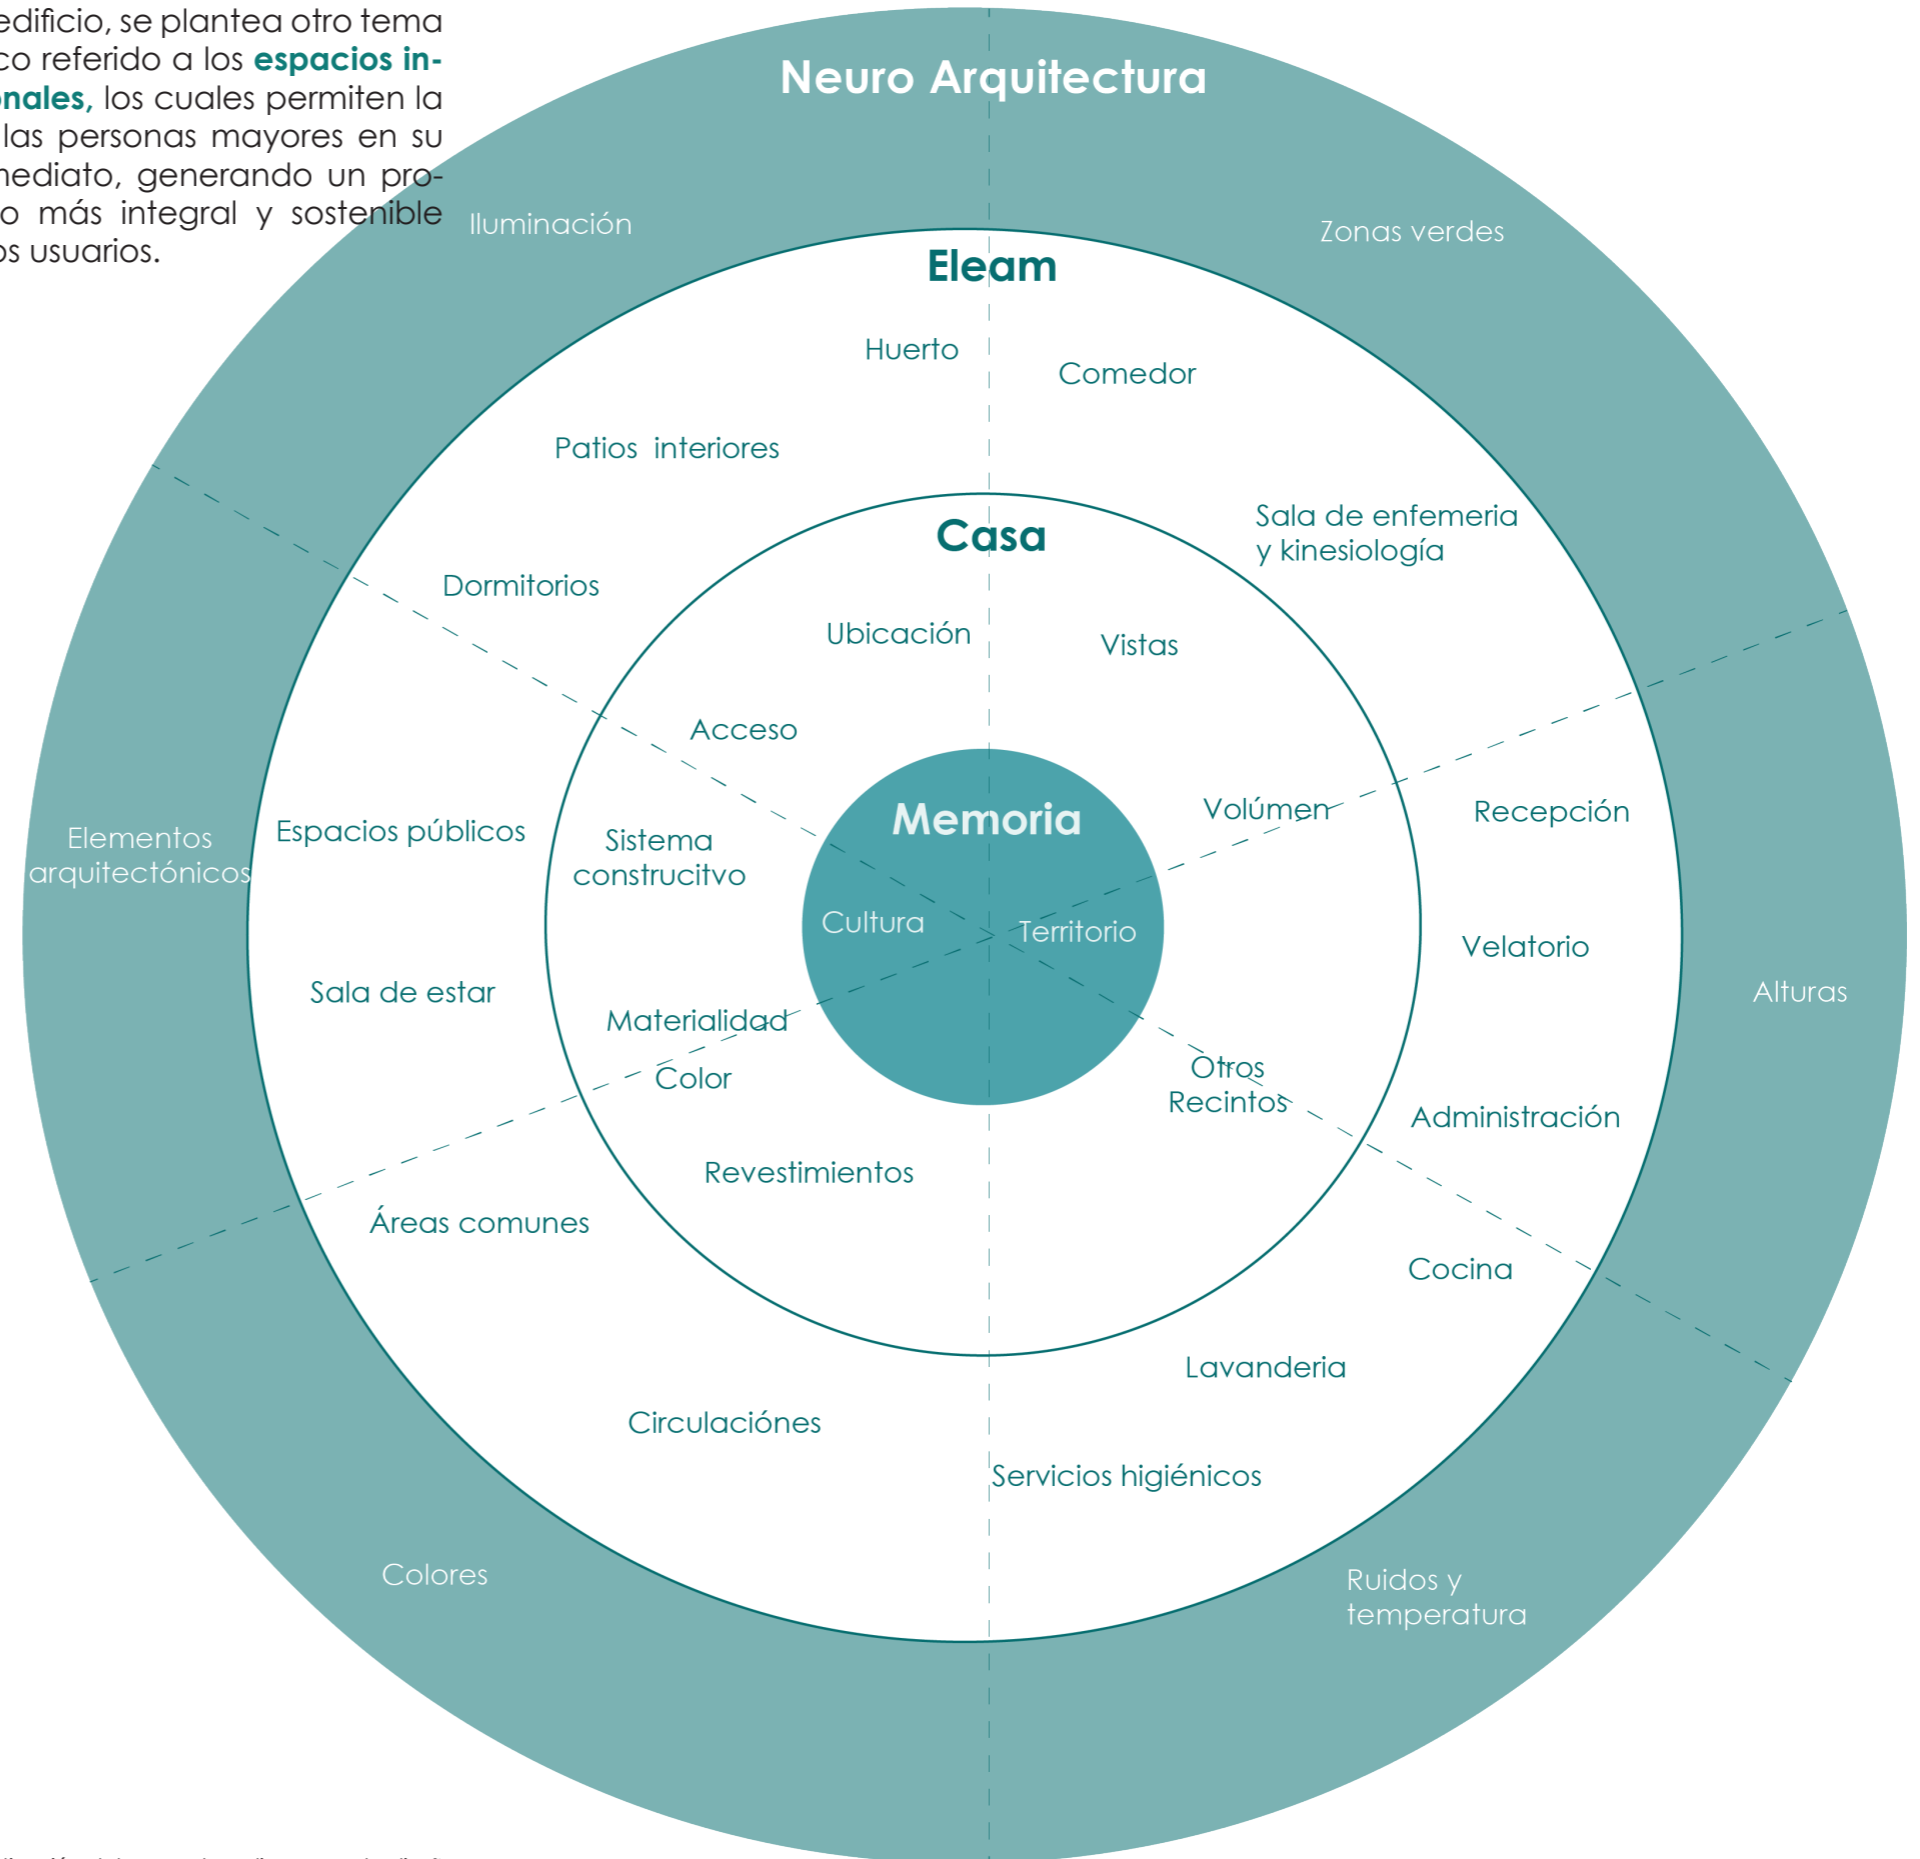 edificio, se plantea otro tema
co referido a los espacios in-
onales, los cuales permiten la
las personas mayores en su
mediato, generando un pro-
o más integral y sostenible
os usuarios.
Neuro Arquitectura
Iluminación
Zonas verdes
Eleam
Huerto
Comedor
Patios interiores
Sala de enfemeria
y kinesiología
Casa
Dormitorios
Ubicación
Vistas
Acceso
Memoria
Volúmen
Recepción
Elementos
arquitectónicos
Espacios públicos
Sistema
construcitvo
Cultura
Territorio
Velatorio
Sala de estar
Alturas
Materialidad
Color
Otros
Recintos
Administración
Revestimientos
Áreas comunes
Cocina
Lavanderia
Circulaciónes
Servicios higiénicos
Colores
Ruidos y
temperatura